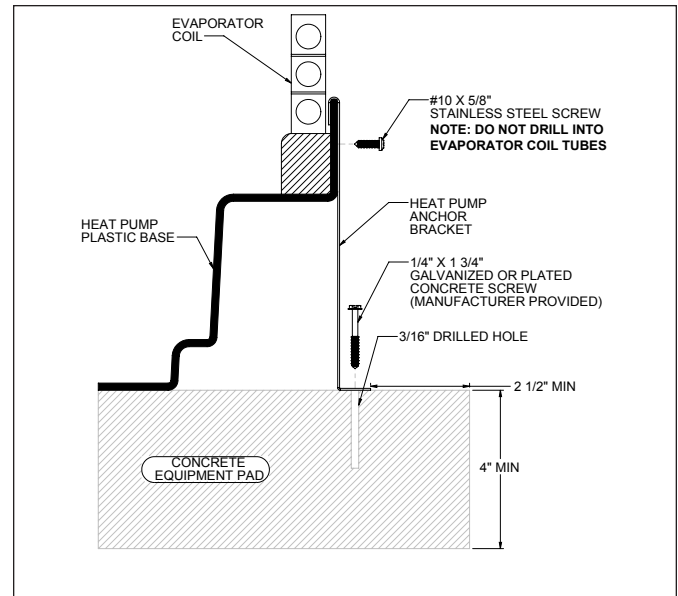 EVAPORATOR
COIL
#10 X 5/8"
STAINLESS STEEL SCREW
NOTE: DO NOT DRILL INTO
EVAPORATOR COIL TUBES
HEAT PUMP
ANCHOR
BRACKET
HEAT PUMP
PLASTIC BASE
1/4" X 1 3/4"
GALVANIZED OR PLATED
CONCRETE SCREW
(MANUFACTURER PROVIDED)
3/16" DRILLED HOLE
2 1/2" MIN
4" MIN
CONCRETE
EQUIPMENT PAD